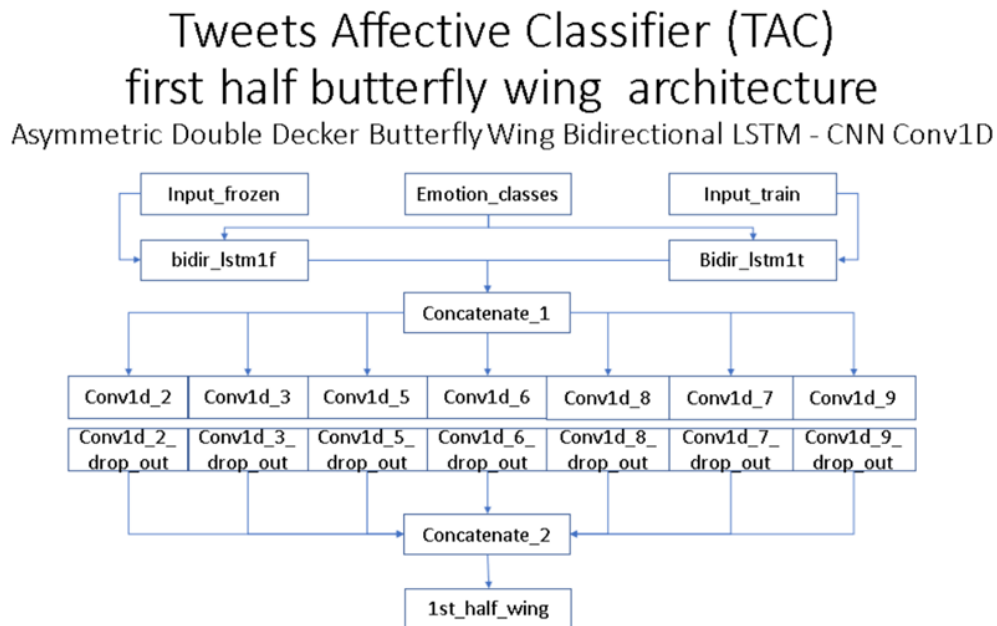 Tweets Affective Classifier (TAC)
first half butterfly wing architecture
Asymmetric Double Decker Butterfly Wing Bidirectional LSTM - CNN Conv1D
Input_frozen
Emotion_classes
Input_train
bidir_lstm1f
Bidir_lstm1t
Concatenate_1
Conv1d_2
Conv1d_3
Conv1d_5
Conv1d_6
Conv1d_8
Conv1d_7
Conv1d_9
Conv1d_2_
drop_out
Conv1d_3_
drop_out
Conv1d_5_
drop_out
Conv1d_6_
drop_out
Conv1d_8_
drop_out
Conv1d_7_
drop_out
Conv1d_9_
drop_out
Concatenate_2
1st_half_wing